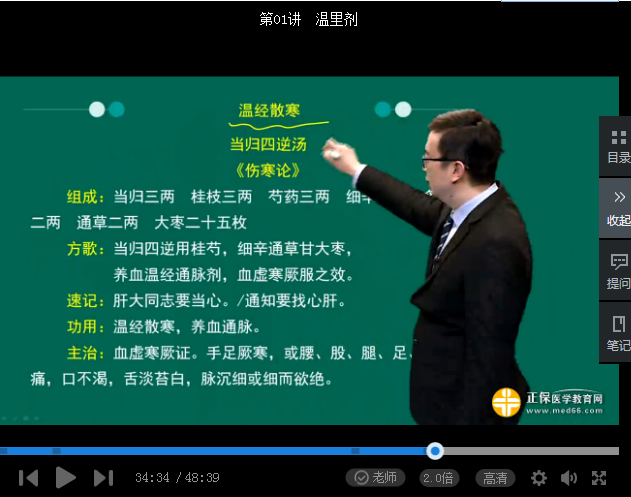 第01讲 温里剂
温经散寒
当归四逆汤
《伤寒论》
组成：当归三两 桂枝三两 芍药三两 细辛
二两 通草二两 大枣二十五枚
方歌：当归四逆用桂芍，细辛通草甘大枣，
养血温经通脉剂，血虚寒厥服之效。
速记：肝大同志要当心。/通知要找心肝。
功用：温经散寒，养血通脉。
主治：血虚寒厥证。手足厥寒，或腰、股、腿、足、
痛，口不渴，舌淡苔白，脉沉细或细而欲绝。
正保医学教育网
www.med66.com
目录
收起
提问
笔记
34:34 / 48:39
老师
2.0倍
高清